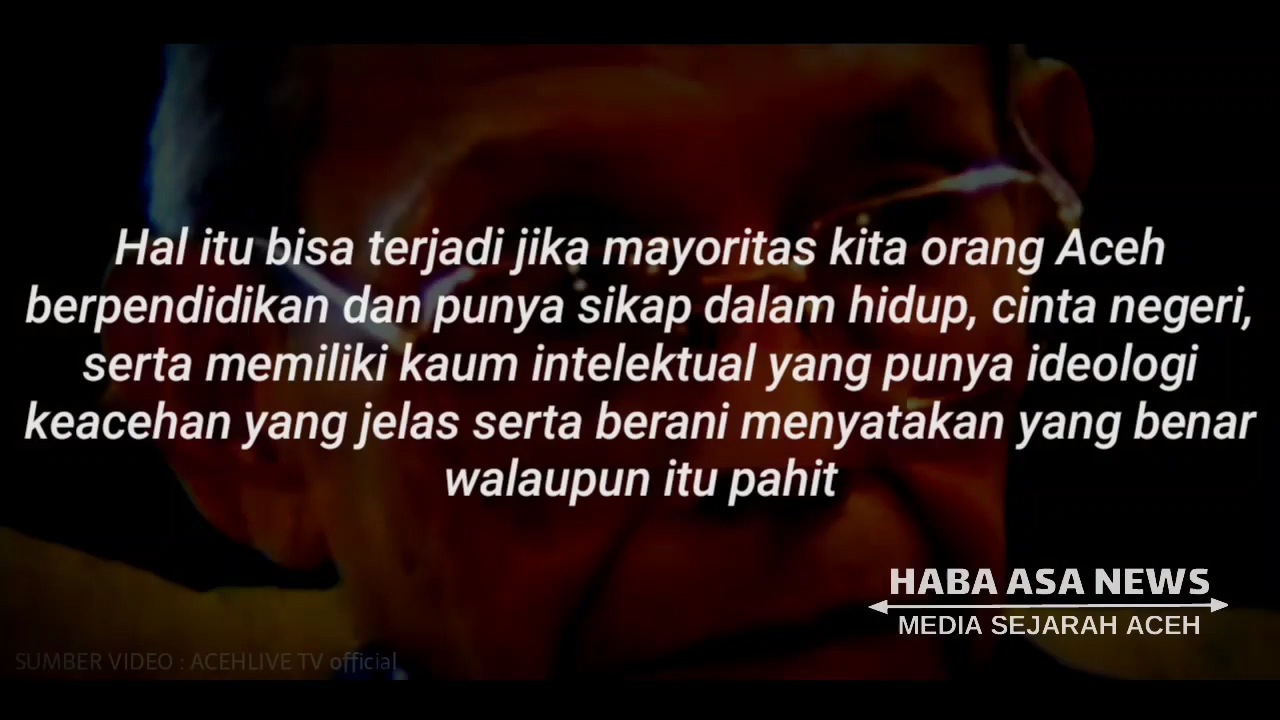 Hal itu bisa terjadi jika mayoritas kita orang Aceh
berpendidikan dan punya sikap dalam hidup, cinta negeri,
serta memiliki kaum intelektual yang punya ideologi
keacehan yang jelas serta berani menyatakan yang benar
walaupun itu pahit
HABA ASA NEWS
MEDIA SEJARAH ACEH
SUMBER VIDEO : ACEHLIVE TV official